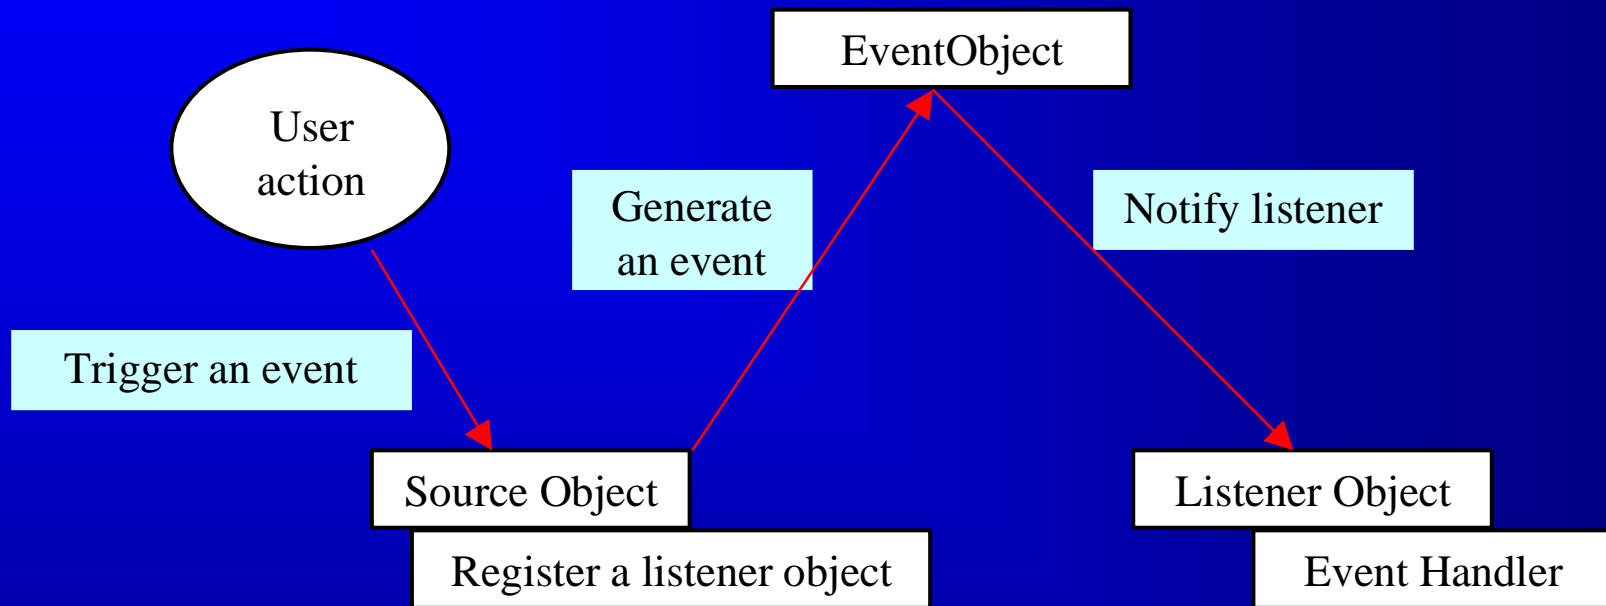 EventObject
User
action
Generate
an event
Notify listener
Trigger an event
Source Object
Listener Object
Register a listener object
Event Handler